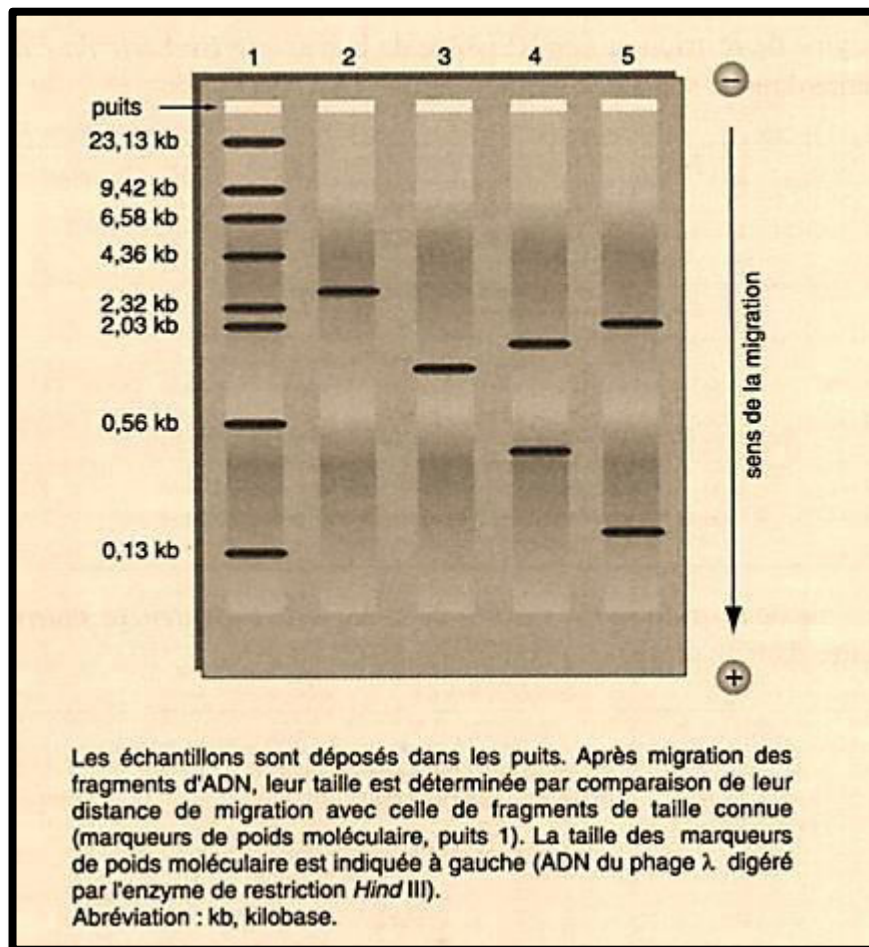 1 2 3 4 5
−
puits
23,13 kb
9,42 kb
6,58 kb
4,36 kb
2,32 kb
2,03 kb
0,56 kb
0,13 kb
sens de la migration
+
Les échantillons sont déposés dans les puits. Après migration des
fragments d'ADN, leur taille est déterminée par comparaison de leur
distance de migration avec celle de fragments de taille connue
(marqueurs de poids moléculaire, puits 1). La taille des marqueurs
de poids moléculaire est indiquée à gauche (ADN du phage λ digéré
par l'enzyme de restriction Hind III).
Abréviation : kb, kilobase.